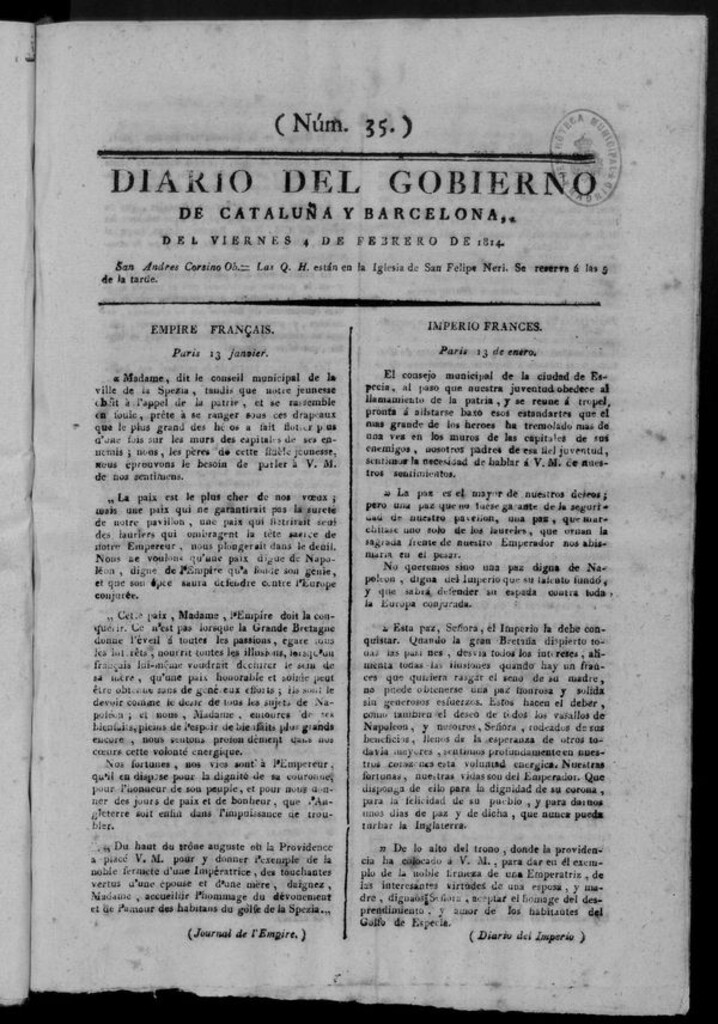 ( Núm. 35. )
DIARIO DEL GOBIERNO
DE CATALUÑA Y BARCELONA,
DEL VIERNES 4 DE FEBRERO DE 1814.
San Andres Corsino Ob.= Las Q. H. están en la Iglesia de San Felipe Neri. Se reserva á las 5
de la tarde.
EMPIRE FRANÇAIS.
Paris 13 janvier.
« Madame, dit le conseil municipal de la
ville de la Spezia, tandis que notre jeunesse
obéit à l'appel de la patrie, et se rassemble
en foule, prête à se ranger sous ces drapeaux
que le plus grand des héros a fait flotter plus
d'une fois sur les murs des capitales de ses en-
nemis ; nous, les pères de cette fidèle jeunesse,
nous éprouvons le besoin de parler à V. M.
de nos sentimens.
„ La paix est le plus cher de nos vœux ;
mais une paix qui ne garantirait pas la sureté
de notre pavillon, une paix qui flétrirait seul
des lauriers qui ombragent la tête sacrée de
notre Empereur, nous plongerait dans le deuil.
Nous ne voulons qu'une paix digne de Napo-
léon, digne de l'Empire qu'a fondé son génie,
et que son épée saura défendre contre l'Europe
conjurée.
„ Cette paix, Madame, l'Empire doit la con-
quérir. Ce n'est pas lorsque la Grande Bretagne
donne l'éveil à toutes les passions, égare tous
les intérêts, nourrit toutes les illusions, lorsqu'un
français lui-même voudrait déchirer le sein de
sa mère, qu'une paix honorable et solide peut
être obtenue sans de généreux efforts ; ils sont le
devoir comme le desir de tous les sujets de Na-
poléon ; et nous, Madame, entourés de ses
bienfaits, pleins de l'espoir de bienfaits plus grands
encore, nous sentons profondément dans nos
cœurs cette volonté energique.
Nos fortunes, nos vies sont à l'Empereur,
qu'il en dispose pour la dignité de sa couronne,
pour l'honneur de son peuple, et pour nous don-
ner des jours de paix et de bonheur, que l'An-
gleterre soit enfin dans l'impuissance de trou-
bler.
„ Du haut du trône auguste où la Providence
a placé V. M. pour y donner l'exemple de la
noble fermeté d'une Impératrice, des touchantes
vertus d'une épouse et d'une mère, daignez,
Madame, accueillir l'hommage du dévouement
et de l'amour des habitans du golfe de la Spezia.„
(Journal de l'Empire.)
IMPERIO FRANCES.
Paris 13 de enero.
El consejo municipal de la ciudad de Es-
pecia, al paso que nuestra juventud obedece al
llamamiento de la patria, y se reune á tropel,
pronta á alistarse baxo esos estandartes que el
mas grande de los heroes ha tremolado mas de
una vez en los muros de las capitales de sus
enemigos, nosotros padres de esa fiel juventud,
sentimos la necesidad de hablar á V. M. de nues-
tros sentimientos.
» La paz es el mayor de nuestros deseos;
pero una paz que no fuese garante de la seguri-
dad de nuestro pavellon, una paz, que mar-
chitase uno solo de los laureles, que ornan la
sagrada frente de nuestro Emperador nos abis-
maria en el pesar.
No queremos sino una paz digna de Na-
poleon, digna del Imperio que su talento fundó,
y que sabrá defender su espada contra toda
la Europa conjurada.
» Esta paz, Señora, el Imperio la debe con-
quistar. Quando la gran Bretaña dispierto to-
das las pasiones, desvia todos los intereses, ali-
menta todas las ilusiones quando hay un fran-
ces que quisiera rasgar el seno de su madre,
no puede obtenerse una paz honrosa y solida
sin generosos esfuerzos. Estos hacen el deber,
como tambien el deseo de todos los vasallos de
Napoleon, y nosotros, Señora, rodeados de sus
beneficios, llenos de la esperanza de otros to-
davia mayores, sentimos profundamente en nues-
tros corazones esta voluntad energica. Nuestras
fortunas, nuestras vidas son del Emperador. Que
disponga de ello para la dignidad de su corona,
para la felicidad de su pueblo, y para darnos
unos dias de paz y de dicha, que nunca pueda
turbar la Inglaterra.
» De lo alto del trono, donde la providen-
cia ha colocado á V. M., para dar en él exem-
plo de la noble firmeza de una Emperatriz, de
las interesantes virtudes de una esposa, y ma-
dre, dignaos Señora, aceptar el homage del des-
prendimiento, y amor de los habitantes del
Golfo de Especia.
( Diario del Imperio )